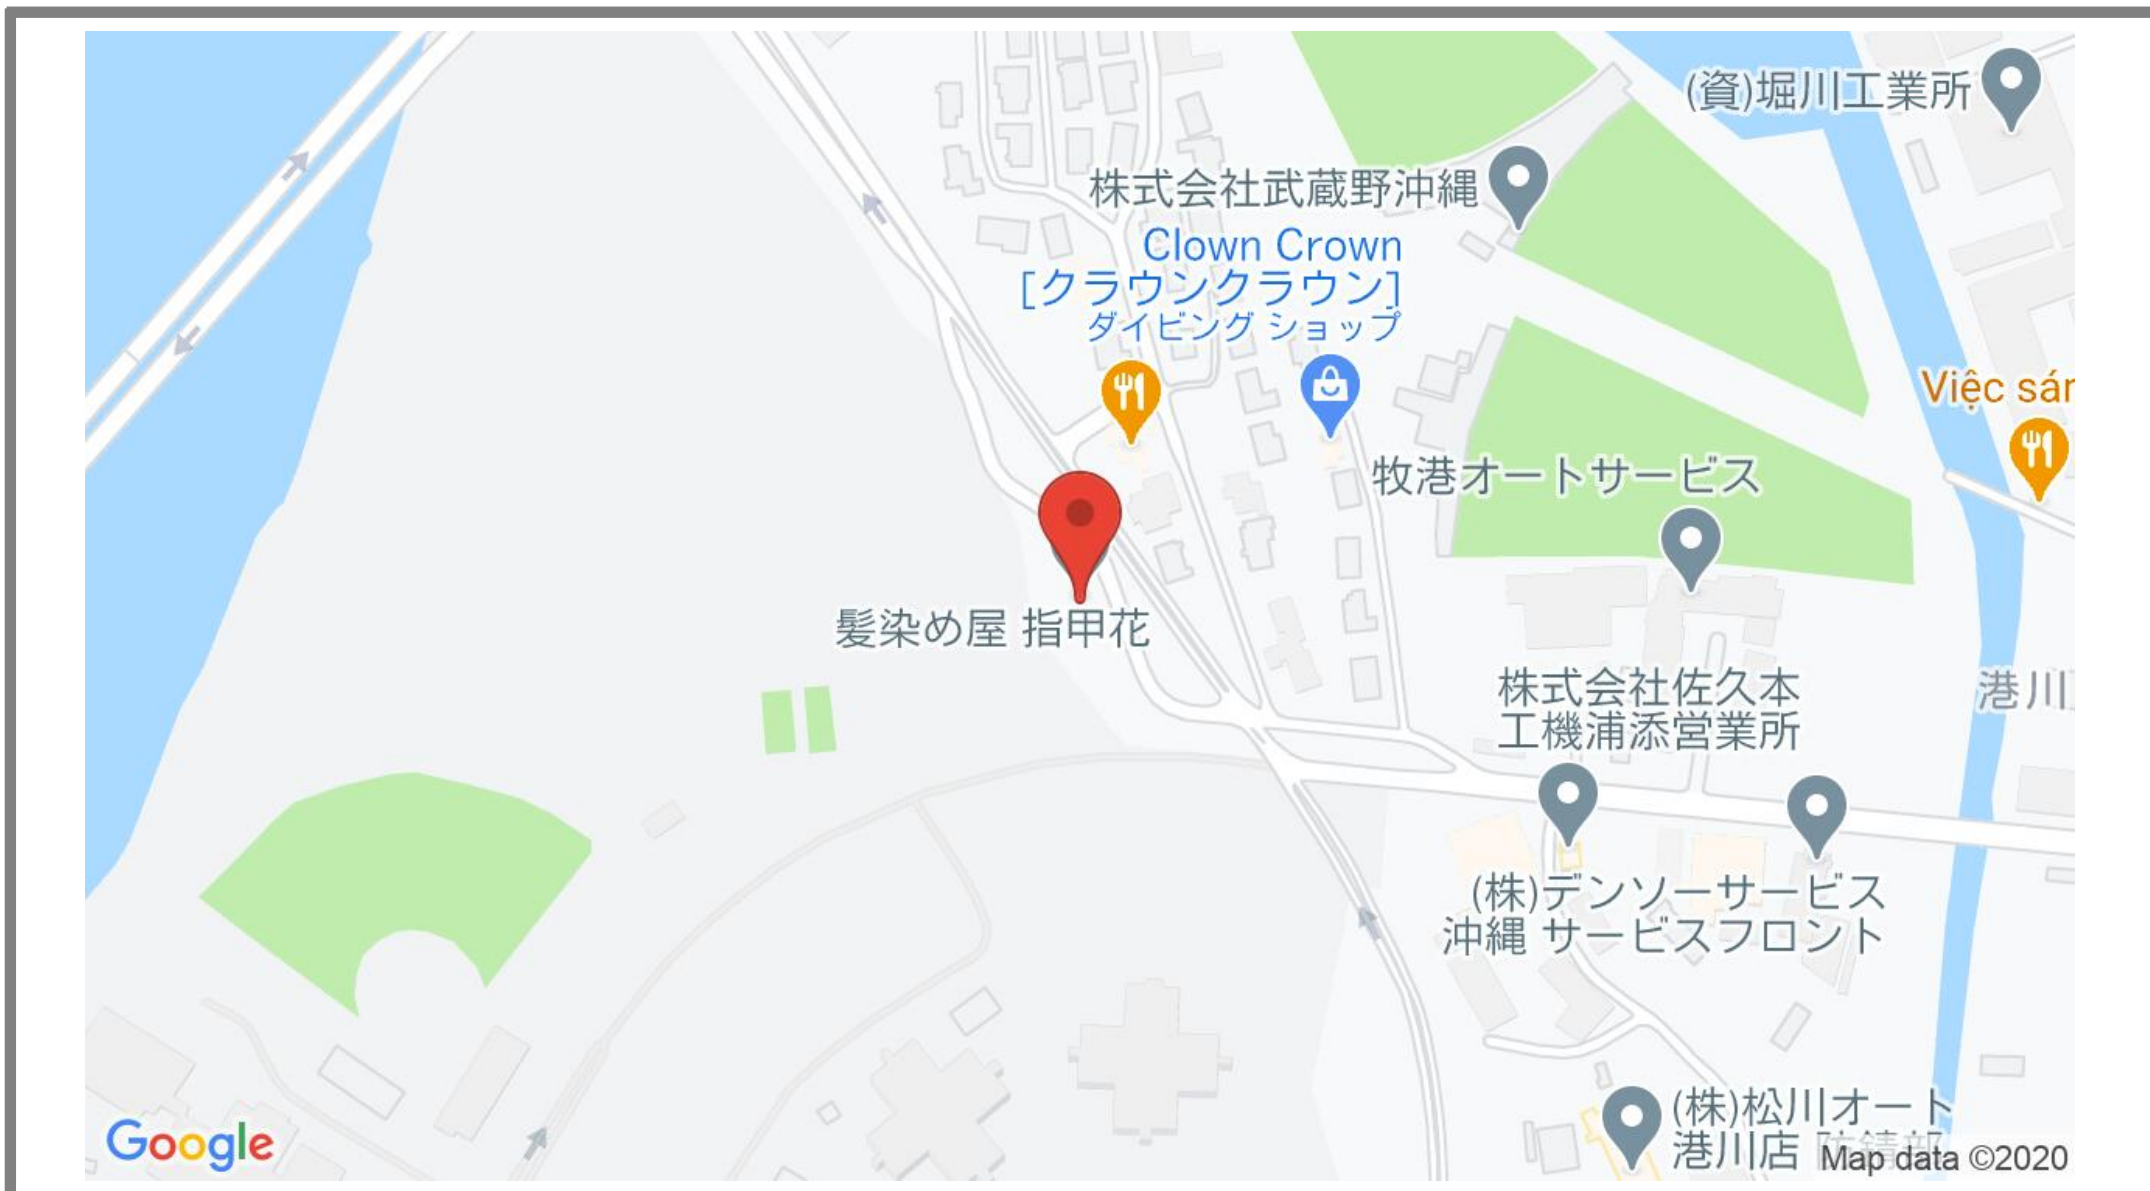 (資)堀川工業所
株式会社武蔵野沖縄
Clown Crown
[クラウンクラウン]
ダイビング ショップ
Việc sán
牧港オートサービス
髪染め屋 指甲花
株式会社佐久本
工機浦添営業所
港川
(株)デンソーサービス
沖縄 サービスフロント
(株)松川オート
港川店 防錆部
Google
Map data ©2020